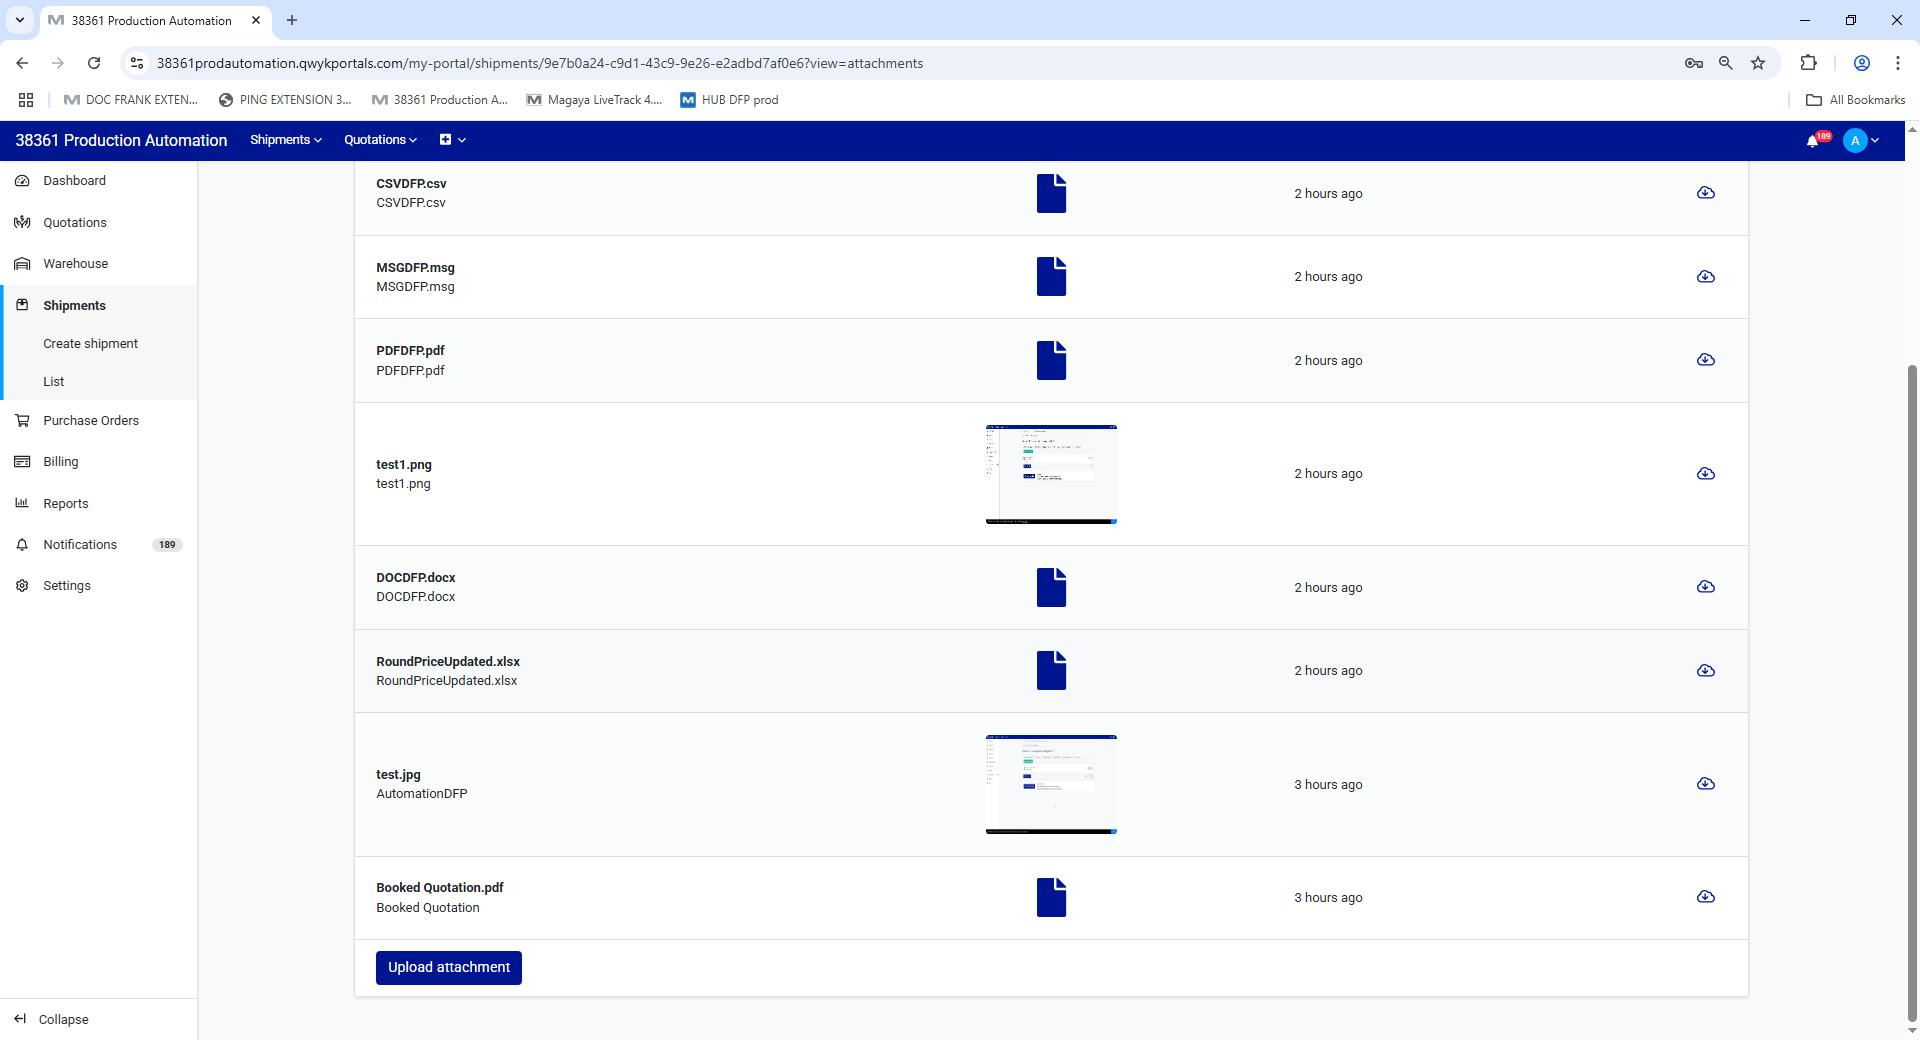 38361 Production Automation
38361prodautomation.qwykportals.com/my-portal/shipments/9e7b0a24-c9d1-43c9-9e26-e2adbd7af0e6?view=attachments
DOC FRANK EXTEN...
PING EXTENSION 3...
38361 Production A...
Magaya LiveTrack 4....
HUB DFP prod
All Bookmarks
38361 Production Automation
Shipments
Quotations
189
A
Dashboard
Quotations
Warehouse
Shipments
Create shipment
List
Purchase Orders
Billing
Reports
Notifications 189
Settings
Collapse
CSVDFP.csv
CSVDFP.csv
2 hours ago
MSGDFP.msg
MSGDFP.msg
2 hours ago
PDFDFP.pdf
PDFDFP.pdf
2 hours ago
test1.png
test1.png
2 hours ago
DOCDFP.docx
DOCDFP.docx
2 hours ago
RoundPriceUpdated.xlsx
RoundPriceUpdated.xlsx
2 hours ago
test.jpg
AutomationDFP
3 hours ago
Booked Quotation.pdf
Booked Quotation
3 hours ago
Upload attachment